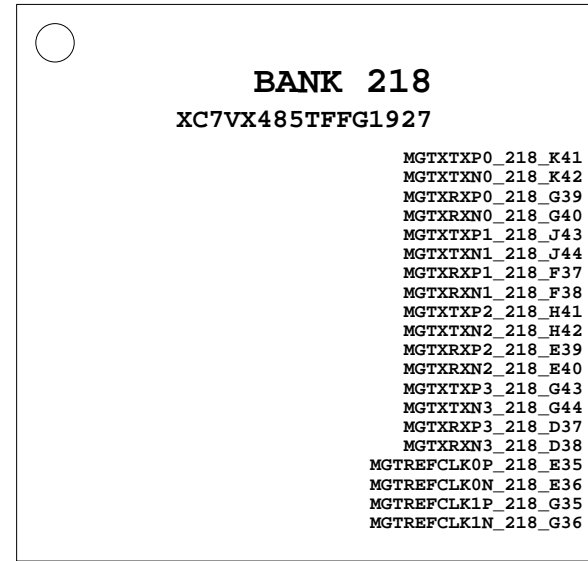 BANK 218
XC7VX485TFFG1927
MGTXTXP0_218_K41
MGTXTXN0_218_K42
MGTXRXP0_218_G39
MGTXRXN0_218_G40
MGTXTXP1_218_J43
MGTXTXN1_218_J44
MGTXRXP1_218_F37
MGTXRXN1_218_F38
MGTXTXP2_218_H41
MGTXTXN2_218_H42
MGTXRXP2_218_E39
MGTXRXN2_218_E40
MGTXTXP3_218_G43
MGTXTXN3_218_G44
MGTXRXP3_218_D37
MGTXRXN3_218_D38
MGTREFCLK0P_218_E35
MGTREFCLK0N_218_E36
MGTREFCLK1P_218_G35
MGTREFCLK1N_218_G36